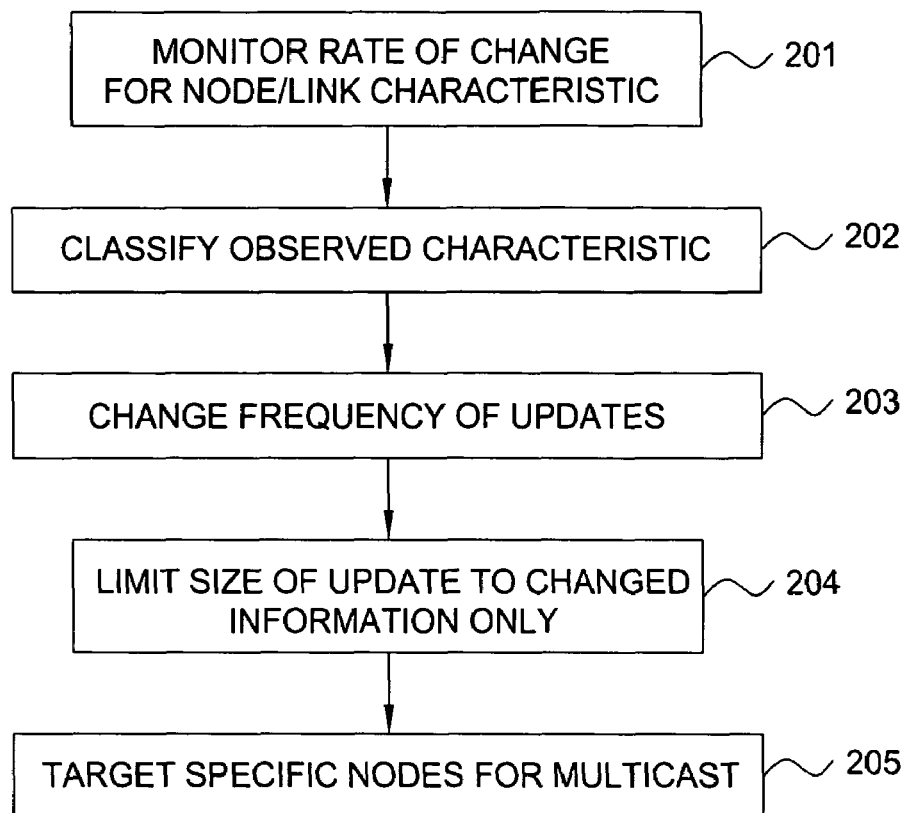 MONITOR RATE OF CHANGE
FOR NODE/LINK CHARACTERISTIC
201
CLASSIFY OBSERVED CHARACTERISTIC
202
CHANGE FREQUENCY OF UPDATES
203
LIMIT SIZE OF UPDATE TO CHANGED
INFORMATION ONLY
204
TARGET SPECIFIC NODES FOR MULTICAST
205